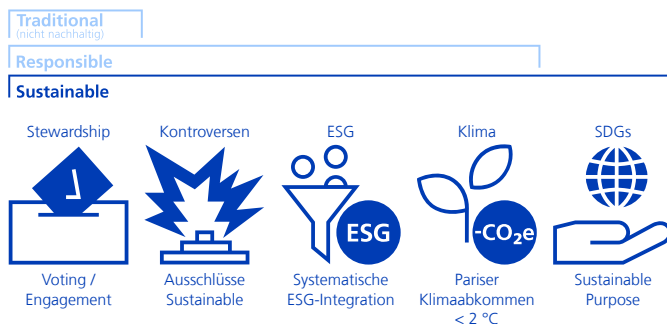 Traditional
(nicht nachhaltig)
Responsible
Sustainable
Stewardship
Kontroversen
ESG
Klima
SDGs
ESG
-CO₂e
Voting /
Engagement
Ausschlüsse
Sustainable
Systematische
ESG-Integration
Pariser
Klimaabkommen
< 2 °C
Sustainable
Purpose